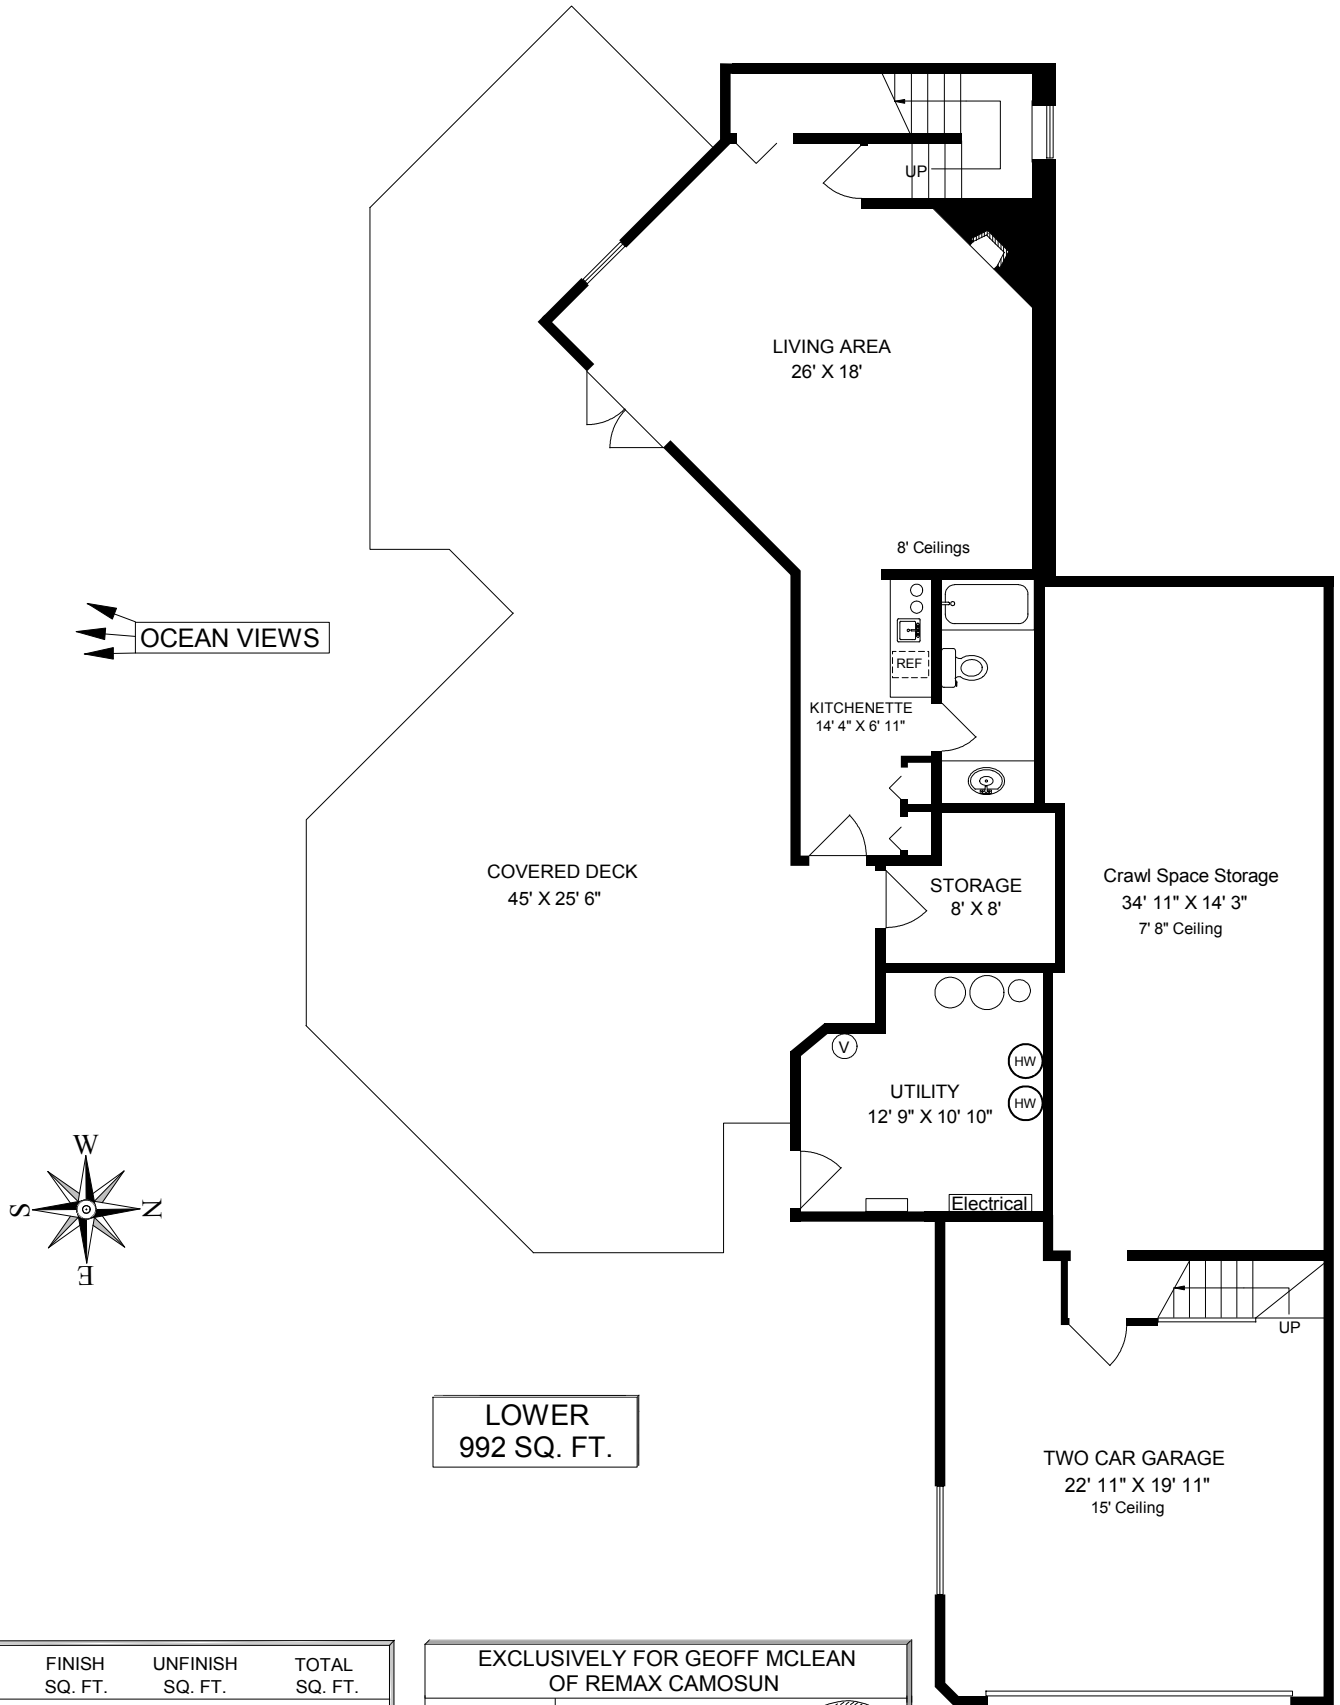 UP
LIVING AREA
26' X 18'
8' Ceilings
OCEAN VIEWS
REF
KITCHENETTE
14' 4" X 6' 11"
COVERED DECK
45' X 25' 6"
STORAGE
8' X 8'
Crawl Space Storage
34' 11" X 14' 3"
7' 8" Ceiling
V
HW
UTILITY
12' 9" X 10' 10"
HW
W
S
N
E
Electrical
UP
LOWER
992 SQ. FT.
TWO CAR GARAGE
22' 11" X 19' 11"
15' Ceiling
FINISH
SQ. FT.
UNFINISH
SQ. FT.
TOTAL
SQ. FT.
EXCLUSIVELY FOR GEOFF MCLEAN
OF REMAX CAMOSUN